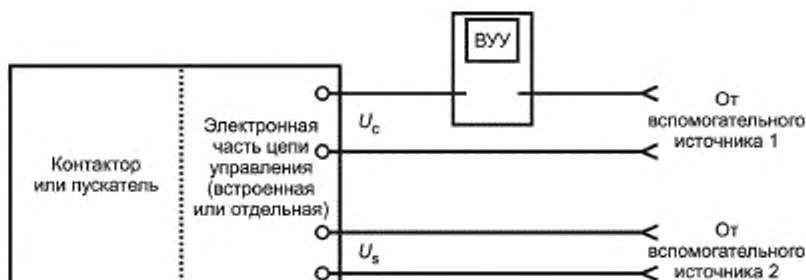 ВУУ
Контактор
или пускатель
Электронная
часть цепи
управления
(встроенная
или отдельная)
Uc
От
вспомогательного
источника 1
Us
От
вспомогательного
источника 2